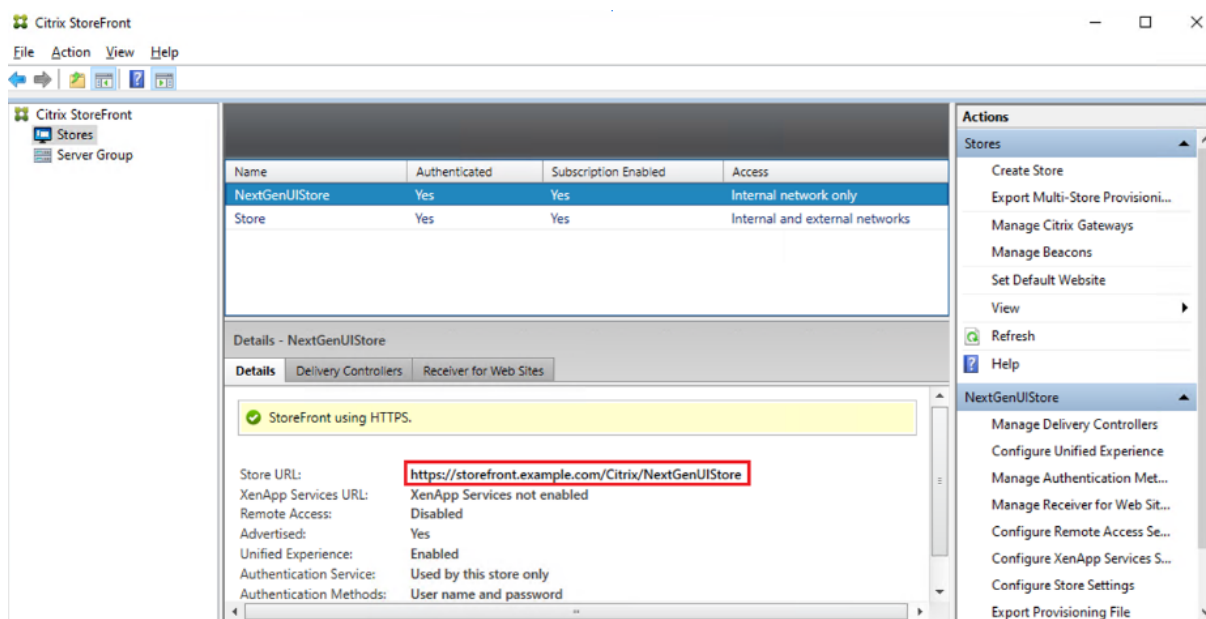 Citrix StoreFront
File Action View Help
Citrix StoreFront
Stores
Server Group
Name Authenticated Subscription Enabled Access
NextGenUIStore Yes Yes Internal network only
Store Yes Yes Internal and external networks
Details - NextGenUIStore
Details Delivery Controllers Receiver for Web Sites
StoreFront using HTTPS.
Store URL: https://storefront.example.com/Citrix/NextGenUIStore
XenApp Services URL: XenApp Services not enabled
Remote Access: Disabled
Advertised: Yes
Unified Experience: Enabled
Authentication Service: Used by this store only
Authentication Methods: User name and password
Actions
Stores
Create Store
Export Multi-Store Provisioni...
Manage Citrix Gateways
Manage Beacons
Set Default Website
View
Refresh
Help
NextGenUIStore
Manage Delivery Controllers
Configure Unified Experience
Manage Authentication Met...
Manage Receiver for Web Sit...
Configure Remote Access Se...
Configure XenApp Services S...
Configure Store Settings
Export Provisioning File